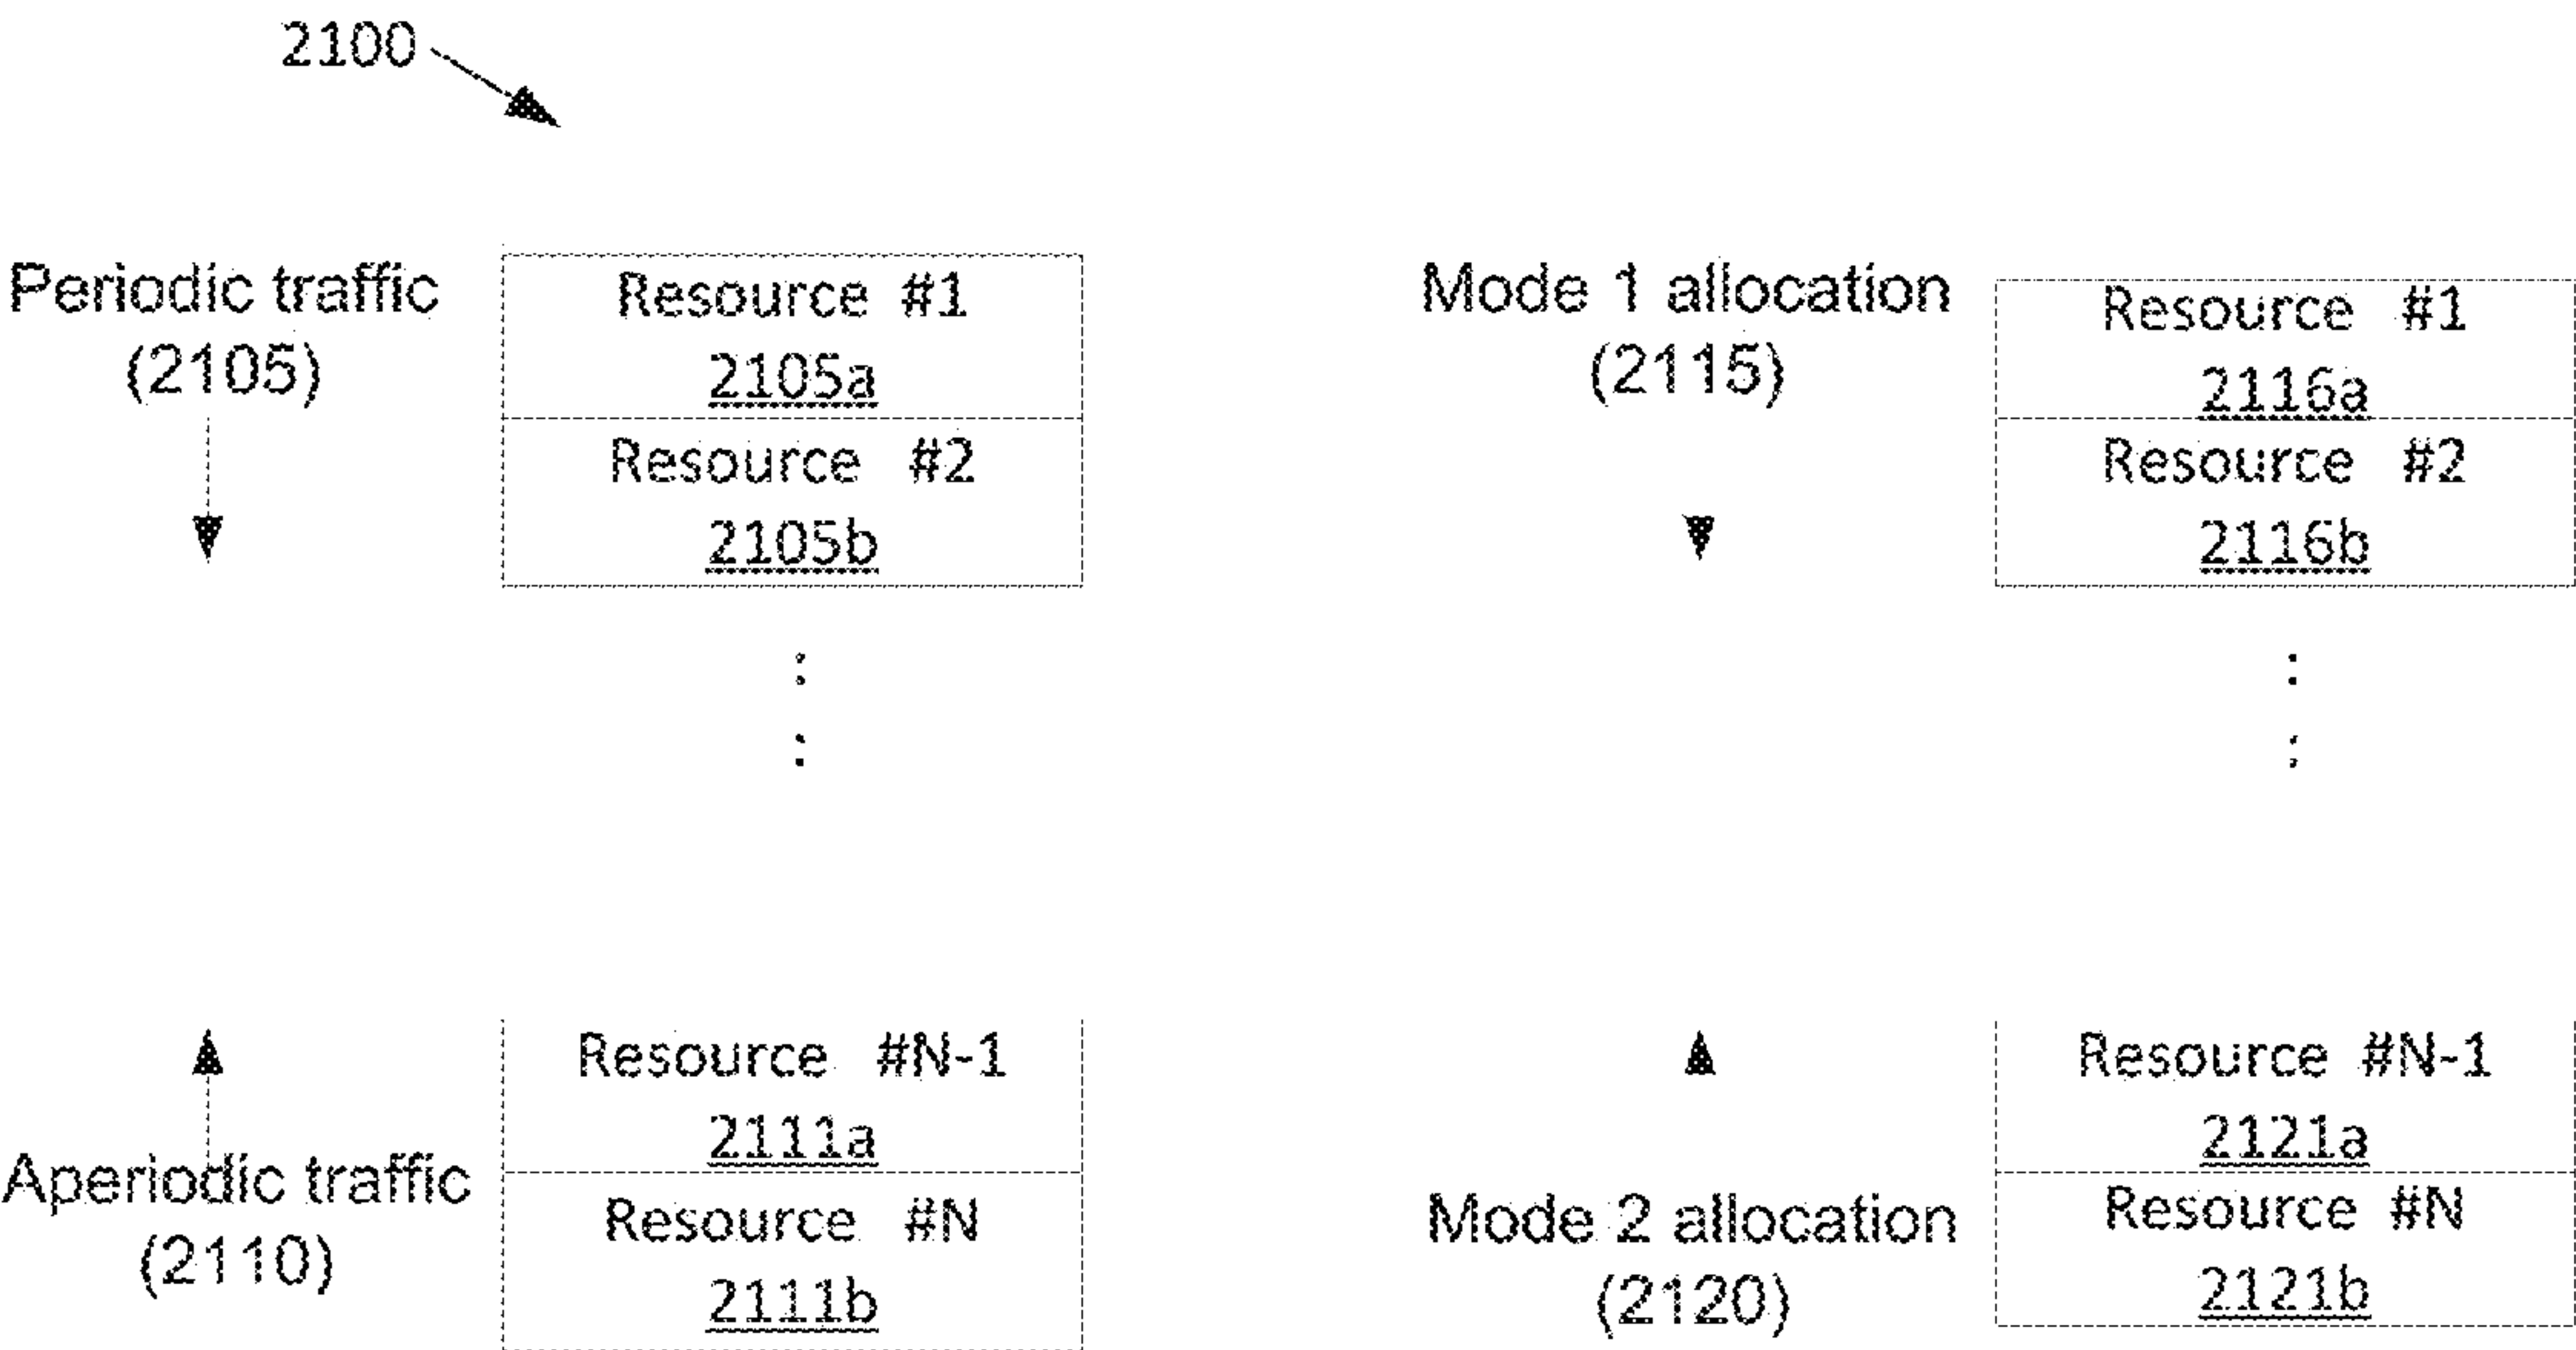 2100
Periodic traffic
(2105)
Resource #1
2105a
Resource #2
2105b
Aperiodic traffic
(2110)
Resource #N-1
2111a
Resource #N
2111b
Mode 1 allocation
(2115)
Resource #1
2116a
Resource #2
2116b
Mode 2 allocation
(2120)
Resource #N-1
2121a
Resource #N
2121b